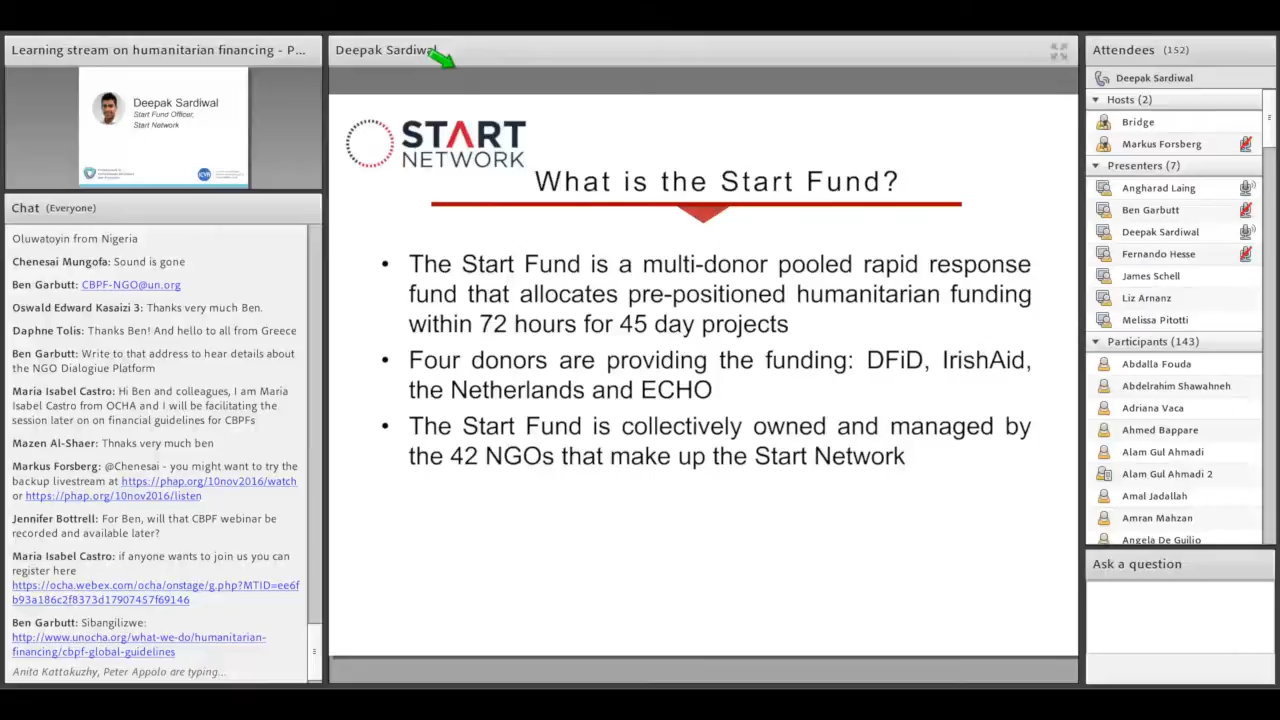 Learning stream on humanitarian financing - P...
Deepak Sardiwal
Start Fund Officer,
Start Network
Chat (Everyone)
Oluwatoyin from Nigeria
Chenesai Mungofa: Sound is gone
Ben Garbutt: CBPF-NGO@un.org
Oswald Edward Kasaizi 3: Thanks very much Ben.
Daphne Tolis: Thanks Ben! And hello to all from Greece
Ben Garbutt: Write to that address to hear details about
the NGO Dialogiue Platform
Maria Isabel Castro: Hi Ben and colleagues, I am Maria
Isabel Castro from OCHA and I will be facilitating the
session later on on financial guidelines for CBPFs
Mazen Al-Shaer: Thnaks very much ben
Markus Forsberg: @Chenesai - you might want to try the
backup livestream at https://phap.org/10nov2016/watch
or https://phap.org/10nov2016/listen
Jennifer Bottrell: For Ben, will that CBPF webinar be
recorded and available later?
Maria Isabel Castro: if anyone wants to join us you can
register here
https://ocha.webex.com/ocha/onstage/g.php?MTID=ee6f
b93a186c2f8373d17907457f69146
Ben Garbutt: Sibangilizwe:
http://www.unocha.org/what-we-do/humanitarian-
financing/cbpf-global-guidelines
Anita Kattakuzhy, Peter Appolo are typing...
Deepak Sardiwal
START
NETWORK
What is the Start Fund?
• The Start Fund is a multi-donor pooled rapid response
fund that allocates pre-positioned humanitarian funding
within 72 hours for 45 day projects
• Four donors are providing the funding: DFiD, IrishAid,
the Netherlands and ECHO
• The Start Fund is collectively owned and managed by
the 42 NGOs that make up the Start Network
Attendees (152)
Deepak Sardiwal
Hosts (2)
Bridge
Markus Forsberg
Presenters (7)
Angharad Laing
Ben Garbutt
Deepak Sardiwal
Fernando Hesse
James Schell
Liz Arnanz
Melissa Pitotti
Participants (143)
Abdalla Fouda
Abdelrahim Shawahneh
Adriana Vaca
Ahmed Bappare
Alam Gul Ahmadi
Alam Gul Ahmadi 2
Amal Jadallah
Amran Mahzan
Angela De Guilio
Ask a question